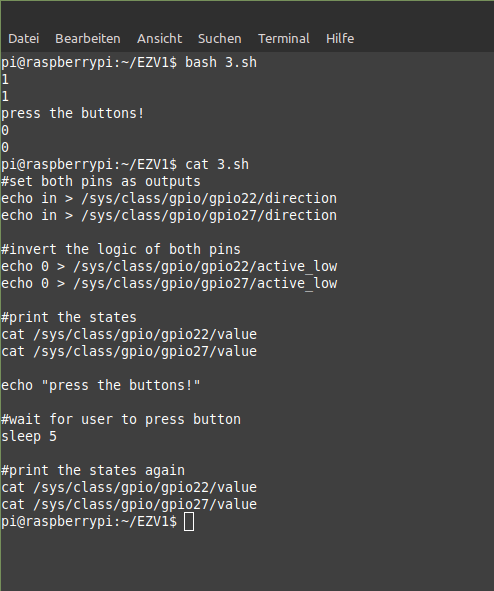 Datei Bearbeiten Ansicht Suchen Terminal Hilfe
pi@raspberrypi:~/EZV1$ bash 3.sh
1
1
press the buttons!
0
0
pi@raspberrypi:~/EZV1$ cat 3.sh
#set both pins as outputs
echo in > /sys/class/gpio/gpio22/direction
echo in > /sys/class/gpio/gpio27/direction

#invert the logic of both pins
echo 0 > /sys/class/gpio/gpio22/active_low
echo 0 > /sys/class/gpio/gpio27/active_low

#print the states
cat /sys/class/gpio/gpio22/value
cat /sys/class/gpio/gpio27/value

echo "press the buttons!"

#wait for user to press button
sleep 5

#print the states again
cat /sys/class/gpio/gpio22/value
cat /sys/class/gpio/gpio27/value
pi@raspberrypi:~/EZV1$